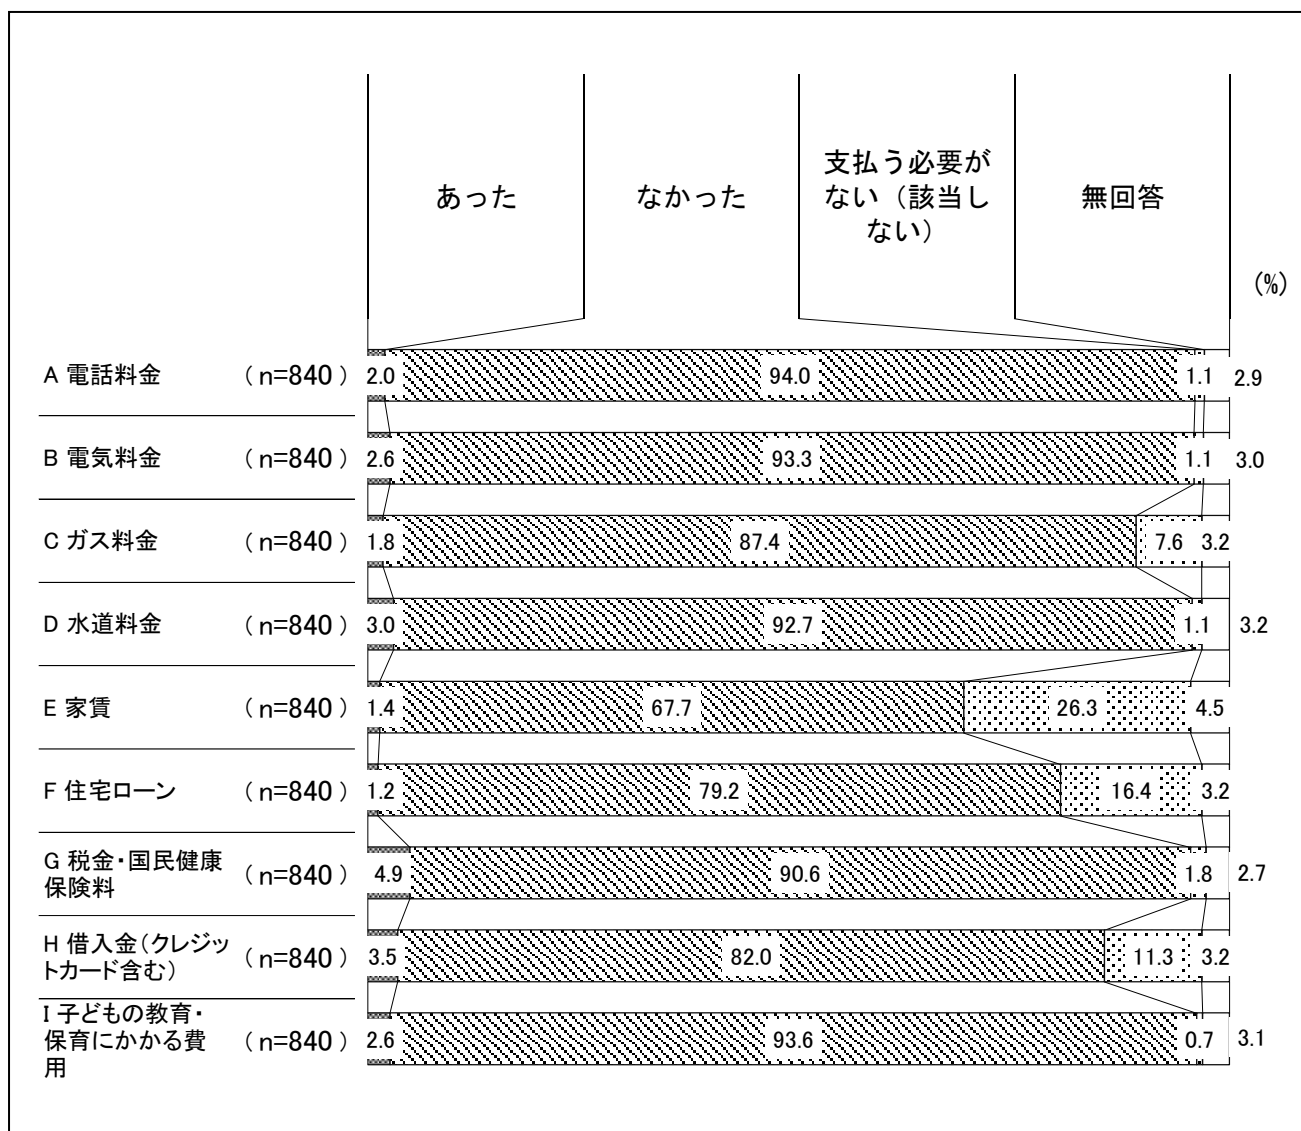 あった
なかった
支払う必要が
ない（該当し
ない）
無回答
(%)
A 電話料金 （n=840） 2.0 94.0 1.1 2.9
B 電気料金 （n=840） 2.6 93.3 1.1 3.0
C ガス料金 （n=840） 1.8 87.4 7.6 3.2
D 水道料金 （n=840） 3.0 92.7 1.1 3.2
E 家賃 （n=840） 1.4 67.7 26.3 4.5
F 住宅ローン （n=840） 1.2 79.2 16.4 3.2
G 税金・国民健康
保険料 （n=840） 4.9 90.6 1.8 2.7
H 借入金（クレジッ
トカード含む） （n=840） 3.5 82.0 11.3 3.2
I 子どもの教育・
保育にかかる費 （n=840） 2.6 93.6 0.7 3.1
用